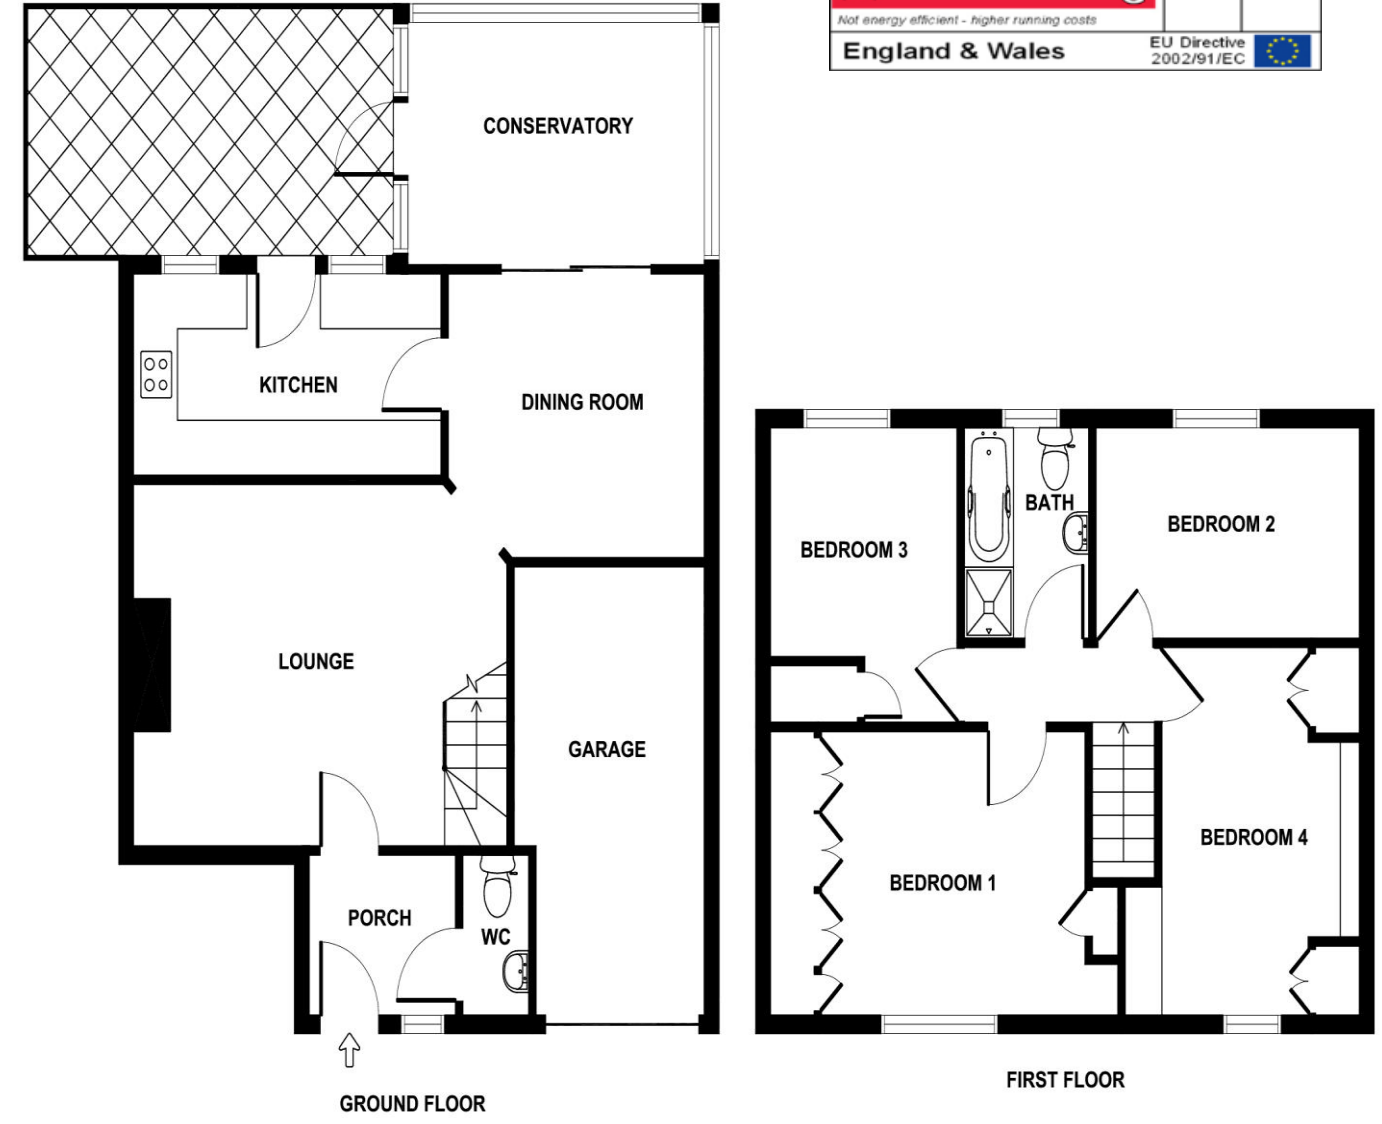 Not energy efficient - higher running costs
England & Wales
EU Directive
2002/91/EC
CONSERVATORY
KITCHEN
DINING ROOM
LOUNGE
GARAGE
PORCH
WC
GROUND FLOOR
BATH
BEDROOM 2
BEDROOM 3
BEDROOM 4
BEDROOM 1
FIRST FLOOR